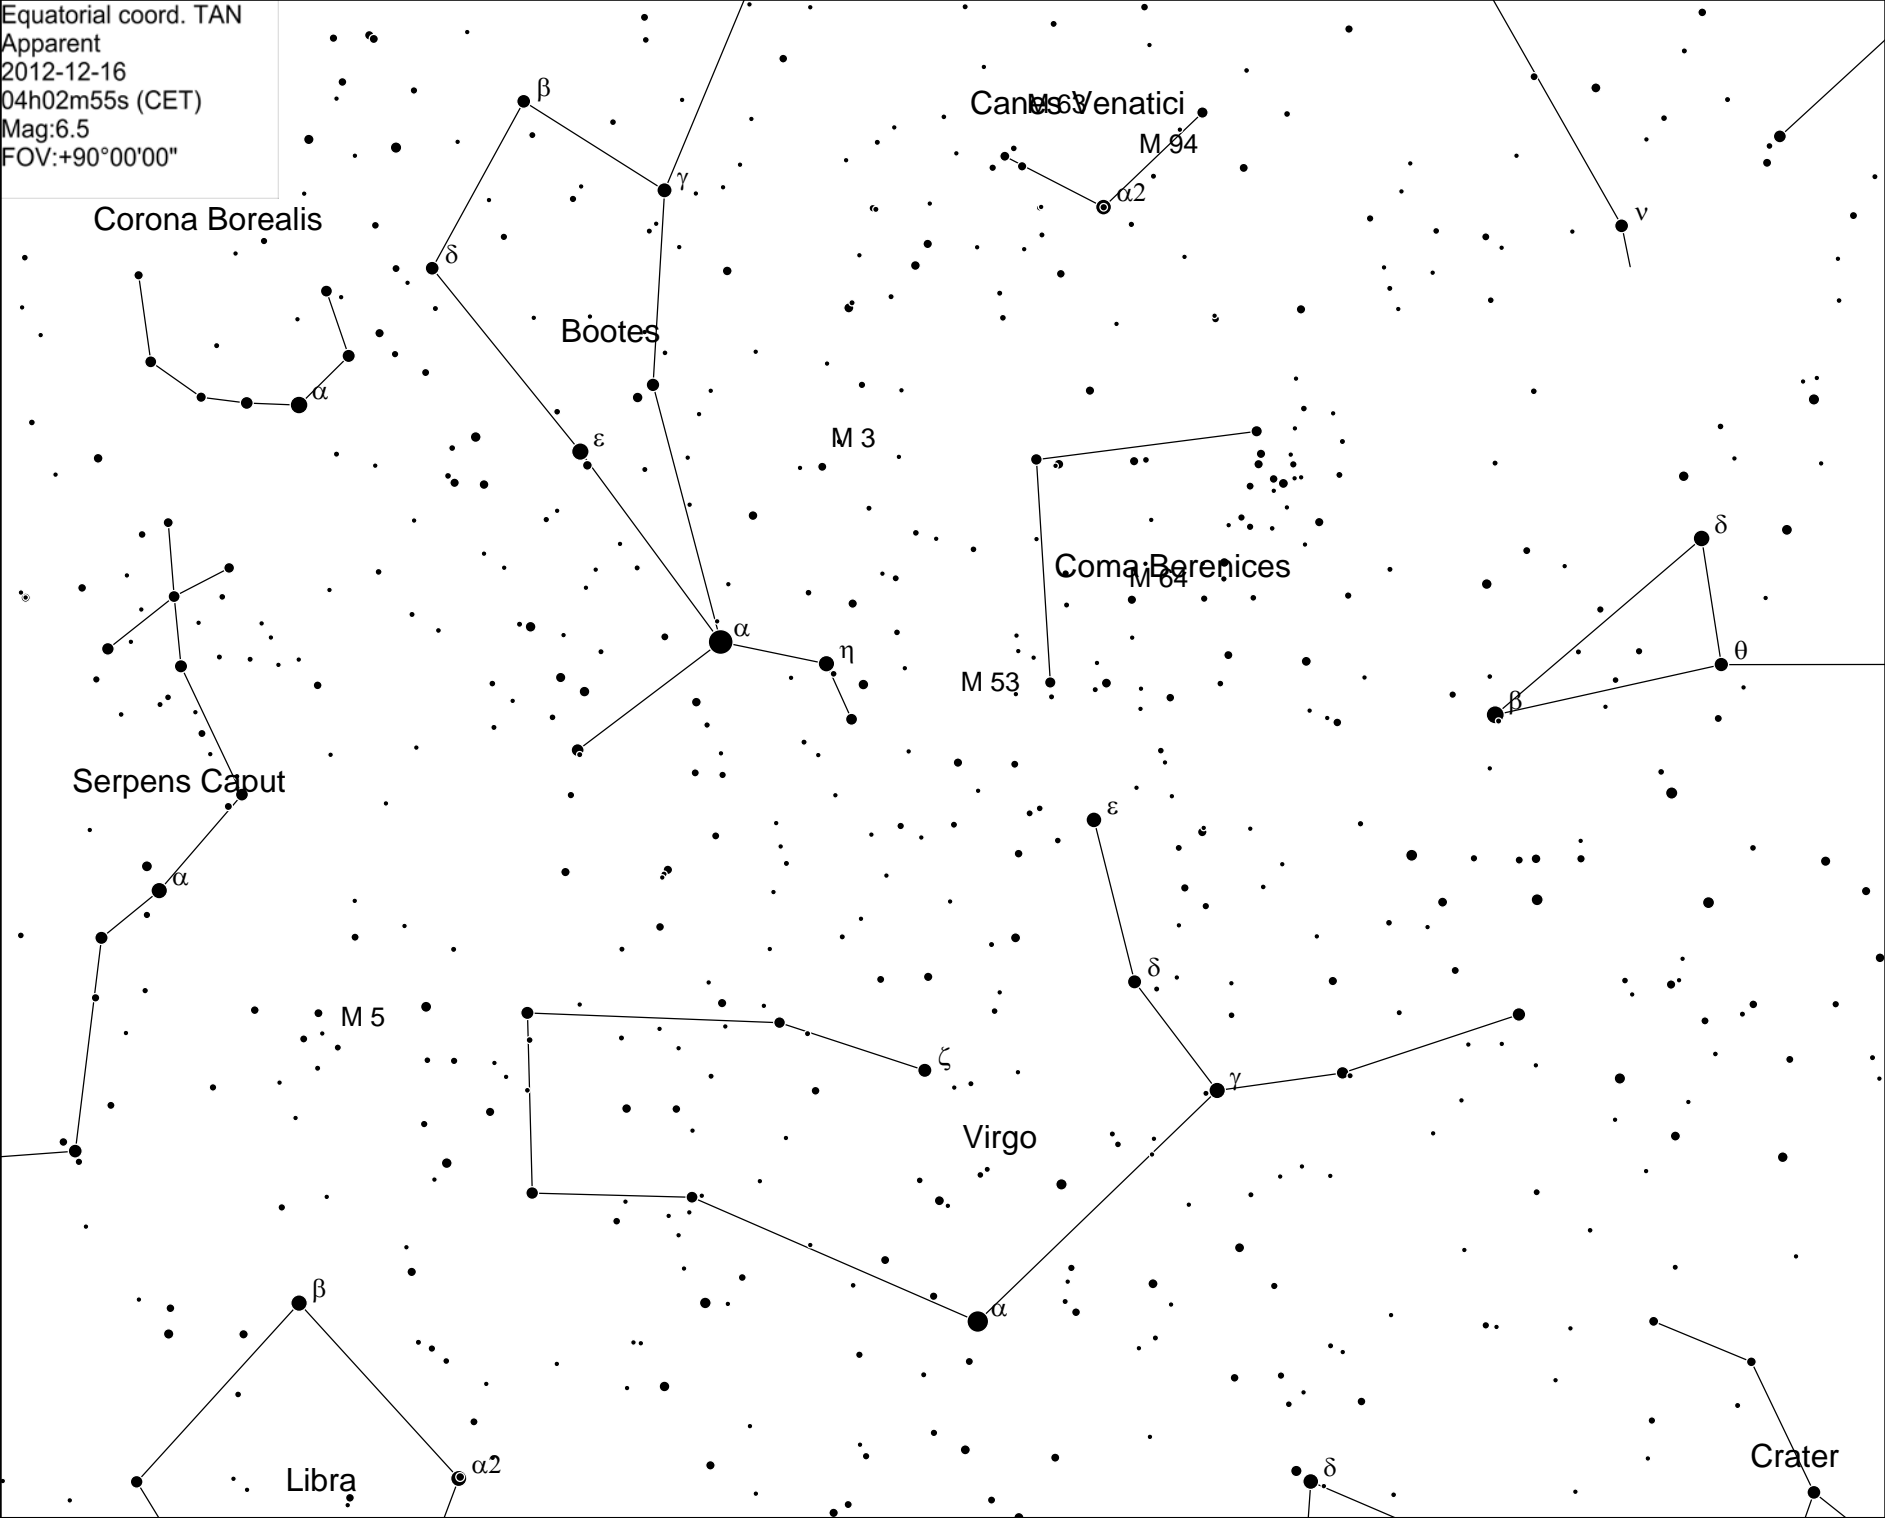 Equatorial coord. TAN
Apparent
2012-12-16
04h02m55s (CET)
Mag:6.5
FOV:+90°00'00"
β
Canes Venatici
M 63
M 94
γ
α2
Corona Borealis
ν
δ
Bootes
α
ε
M 3
δ
Coma Berenices
M 64
α
η
θ
M 53
β
Serpens Caput
ε
α
δ
M 5
ζ
γ
Virgo
β
α
α2
Libra
δ
Crater